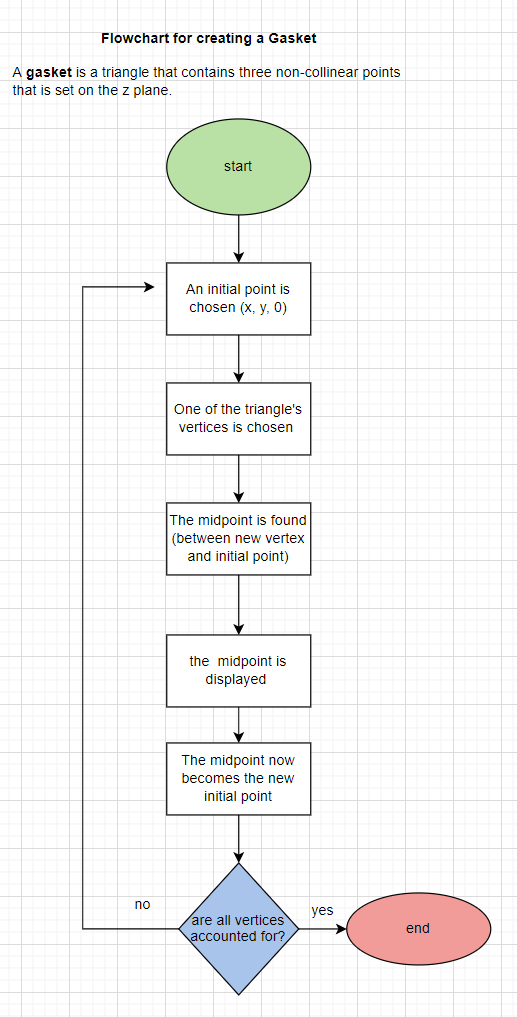 Flowchart for creating a Gasket
A gasket is a triangle that contains three non-collinear points
that is set on the z plane.
start
An initial point is
chosen (x, y, 0)
One of the triangle's
vertices is chosen
The midpoint is found
(between new vertex
and initial point)
the midpoint is
displayed
The midpoint now
becomes the new
initial point
no
are all vertices
accounted for?
yes
end